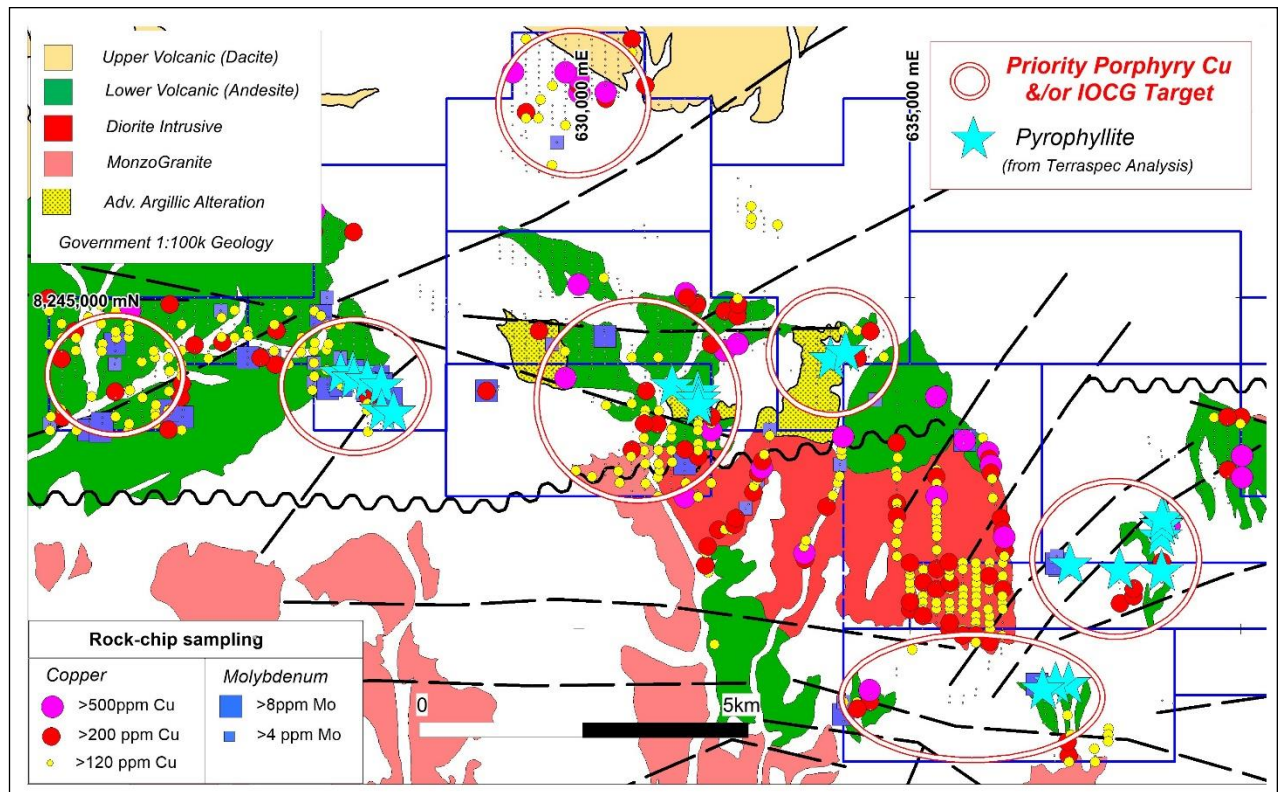 Upper Volcanic (Dacite)
Lower Volcanic (Andesite)
Diorite Intrusive
MonzoGranite
Adv. Argillic Alteration
Government 1:100k Geology
630,000 mE
635,000 mE
Priority Porphyry Cu
&/or IOCG Target
Pyrophyllite
(from Terraspec Analysis)
8,245,000 mN
Rock-chip sampling
Copper
>500ppm Cu
>200 ppm Cu
>120 ppm Cu
Molybdenum
>8ppm Mo
>4 ppm Mo
0
5km